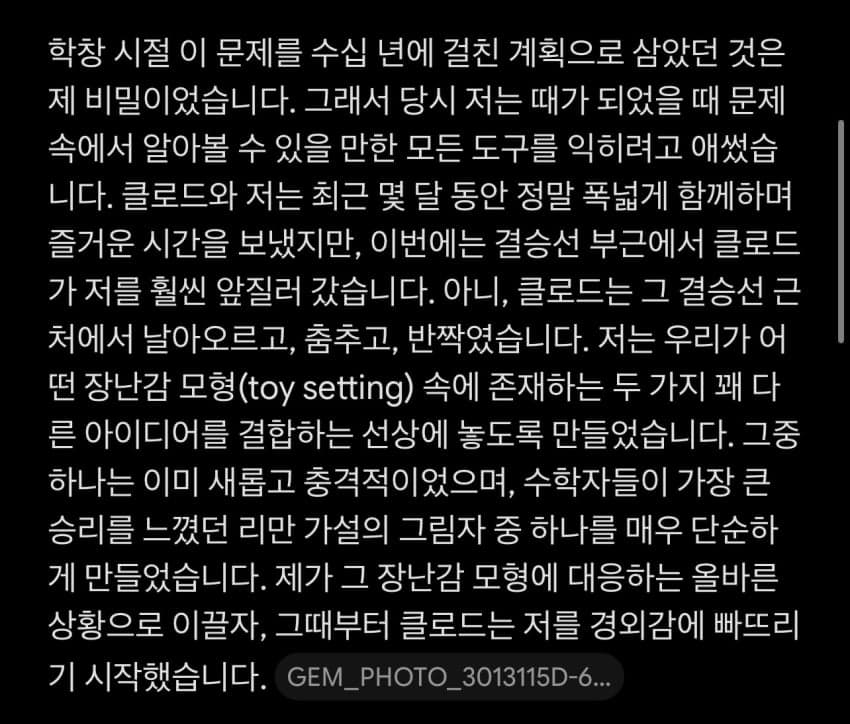 학창 시절 이 문제를 수십 년에 걸친 계획으로 삼았던 것은
제 비밀이었습니다. 그래서 당시 저는 때가 되었을 때 문제
속에서 알아볼 수 있을 만한 모든 도구를 익히려고 애썼습
니다. 클로드와 저는 최근 몇 달 동안 정말 폭넓게 함께하며
즐거운 시간을 보냈지만, 이번에는 결승선 부근에서 클로드
가 저를 훨씬 앞질러 갔습니다. 아니, 클로드는 그 결승선 근
처에서 날아오르고, 춤추고, 반짝였습니다. 저는 우리가 어
떤 장난감 모형(toy setting) 속에 존재하는 두 가지 꽤 다
른 아이디어를 결합하는 선상에 놓도록 만들었습니다. 그중
하나는 이미 새롭고 충격적이었으며, 수학자들이 가장 큰
승리를 느꼈던 리만 가설의 그림자 중 하나를 매우 단순하
게 만들었습니다. 제가 그 장난감 모형에 대응하는 올바른
상황으로 이끌자, 그때부터 클로드는 저를 경외감에 빠뜨리
기 시작했습니다. GEM_PHOTO_3013115D-6...